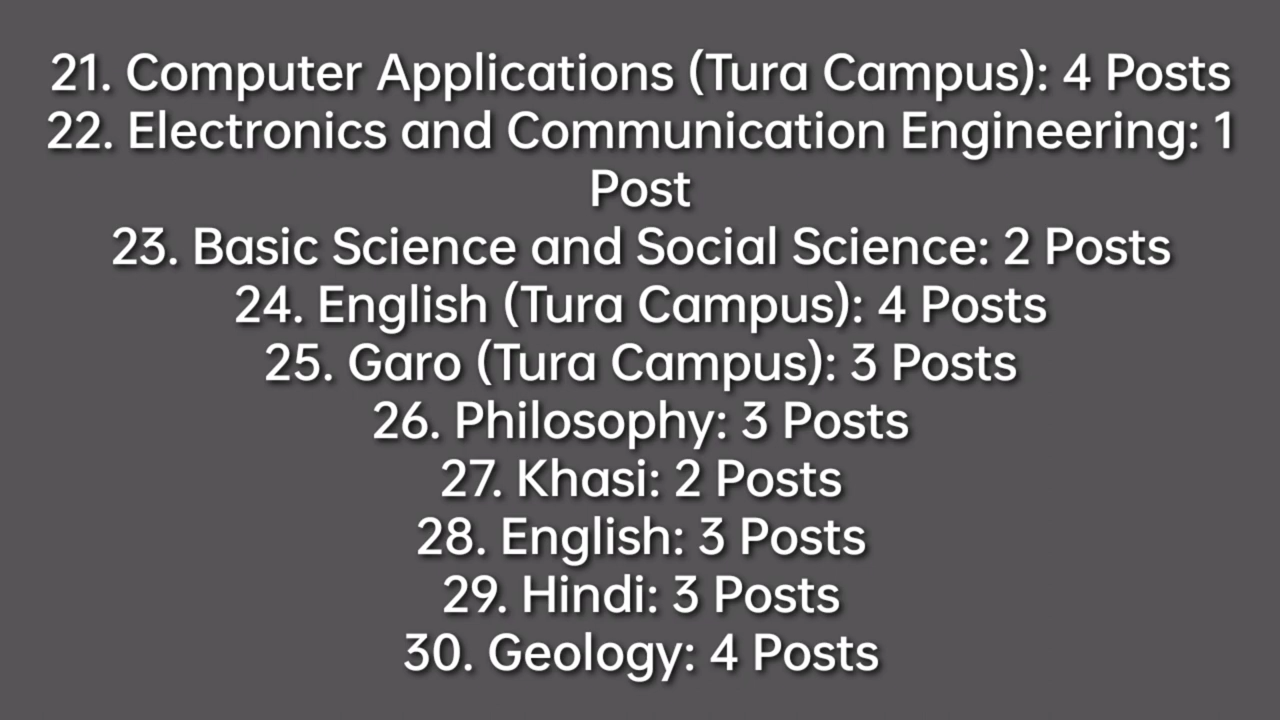 21. Computer Applications (Tura Campus): 4 Posts
22. Electronics and Communication Engineering: 1
Post
23. Basic Science and Social Science: 2 Posts
24. English (Tura Campus): 4 Posts
25. Garo (Tura Campus): 3 Posts
26. Philosophy: 3 Posts
27. Khasi: 2 Posts
28. English: 3 Posts
29. Hindi: 3 Posts
30. Geology: 4 Posts